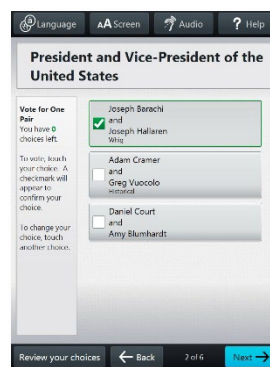 Language
AA Screen
Audio
? Help
President and Vice-President of the
United States
Vote for One
Pair
You have 0
choices left.
To vote, touch
your choice. A
checkmark will
appear to
confirm your
choice.
To change your
choice, touch
another choice.
Joseph Barachi
and
Joseph Hallaren
Whig
Adam Cramer
and
Greg Vuocolo
Historical
Daniel Court
and
Amy Blumhardt
Review your choices
Back
2 of 6
Next